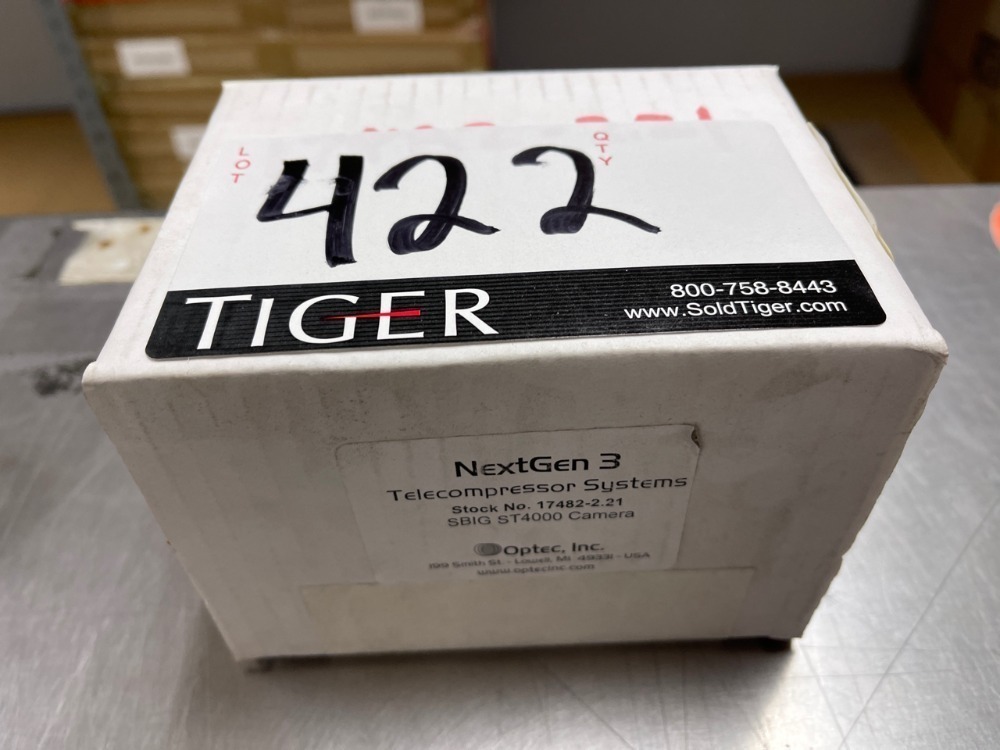 LOT
QTY
422
TIGER
800-758-8443
www.SoldTiger.com
NextGen 3
Telecompressor Systems
Stock No. 17482-2.21
SBIG ST4000 Camera
Optec, Inc.
199 Smith St. - Lowell, MI 49331 - USA
www.optecinc.com